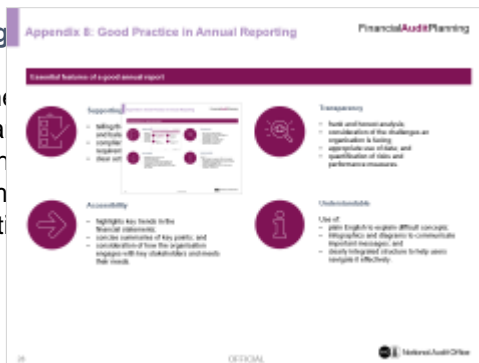 Appendix 8: Good Practice in Annual Reporting
FinancialAuditPlanning
Essential features of a good annual report
Supporting
Transparency
– frank and honest analysis;
– consideration of the challenges an
organisation is facing;
– appropriate use of data; and
– quantification of risks and
performance measures.
Accessibility
– highlights key trends in the
financial statements;
– concise summaries of key points; and
– consideration of how the organisation
engages with key stakeholders and meets
their needs.
Understandable
Use of:
– plain English to explain difficult concepts;
– infographics and diagrams to communicate
important messages; and
– clearly integrated structure to help users
navigate it effectively.
OFFICIAL
National Audit Office